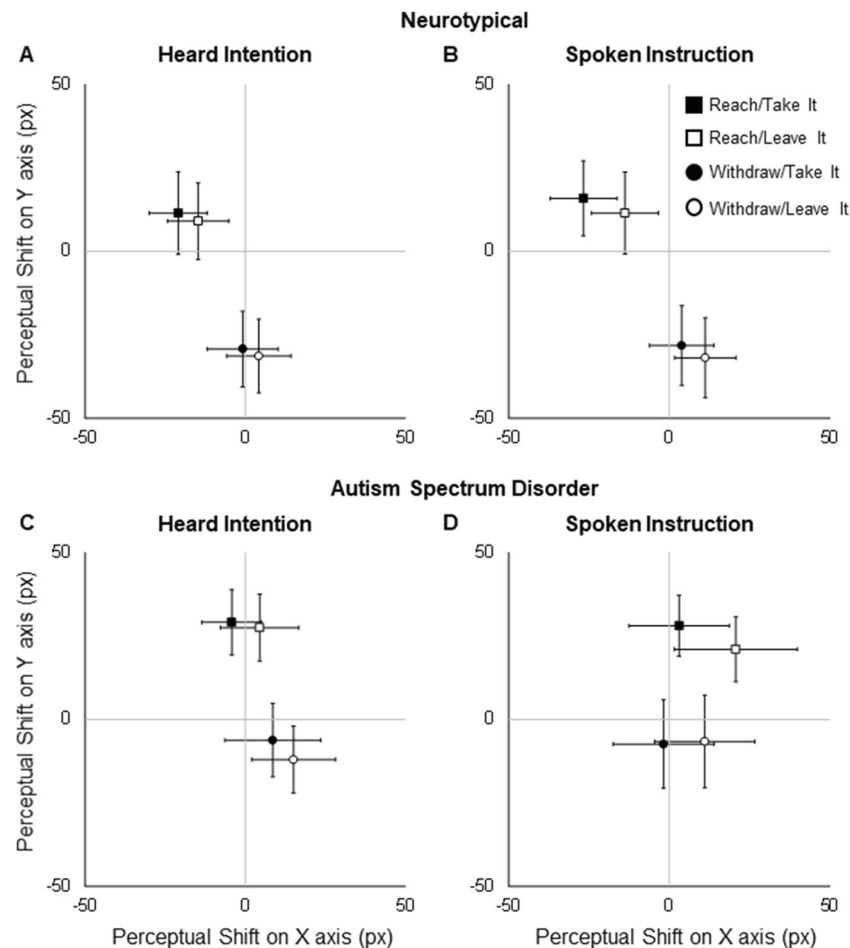 Neurotypical
A Heard Intention
B Spoken Instruction
Perceptual Shift on Y axis (px)
50
0
-50
-50 0 50
50
0
-50
-50 0 50
Reach/Take It
Reach/Leave It
Withdraw/Take It
Withdraw/Leave It
Autism Spectrum Disorder
C Heard Intention
D Spoken Instruction
Perceptual Shift on Y axis (px)
50
0
-50
-50 0 50
Perceptual Shift on X axis (px)
50
0
-50
-50 0 50
Perceptual Shift on X axis (px)